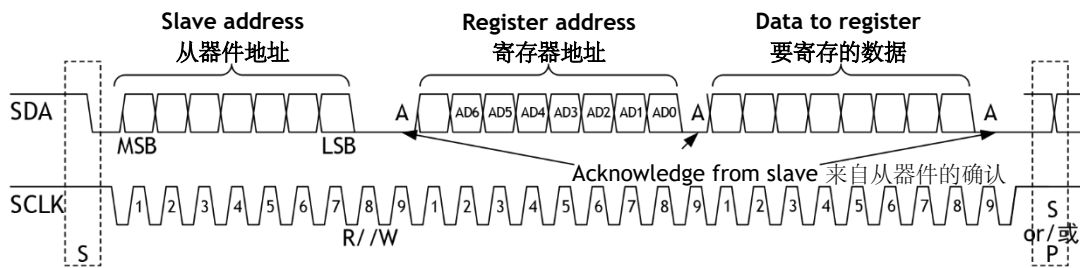 Slave address
从器件地址
Register address
寄存器地址
Data to register
要寄存的数据
SDA
A
AD6 AD5 AD4 AD3 AD2 AD1 AD0
A
A
MSB
LSB
Acknowledge from slave 来自从器件的确认
SCLK
1 2 3 4 5 6 7 8 9 1 2 3 4 5 6 7 8 9 1 2 3 4 5 6 7 8 9
R//W
S
S
or/或
P